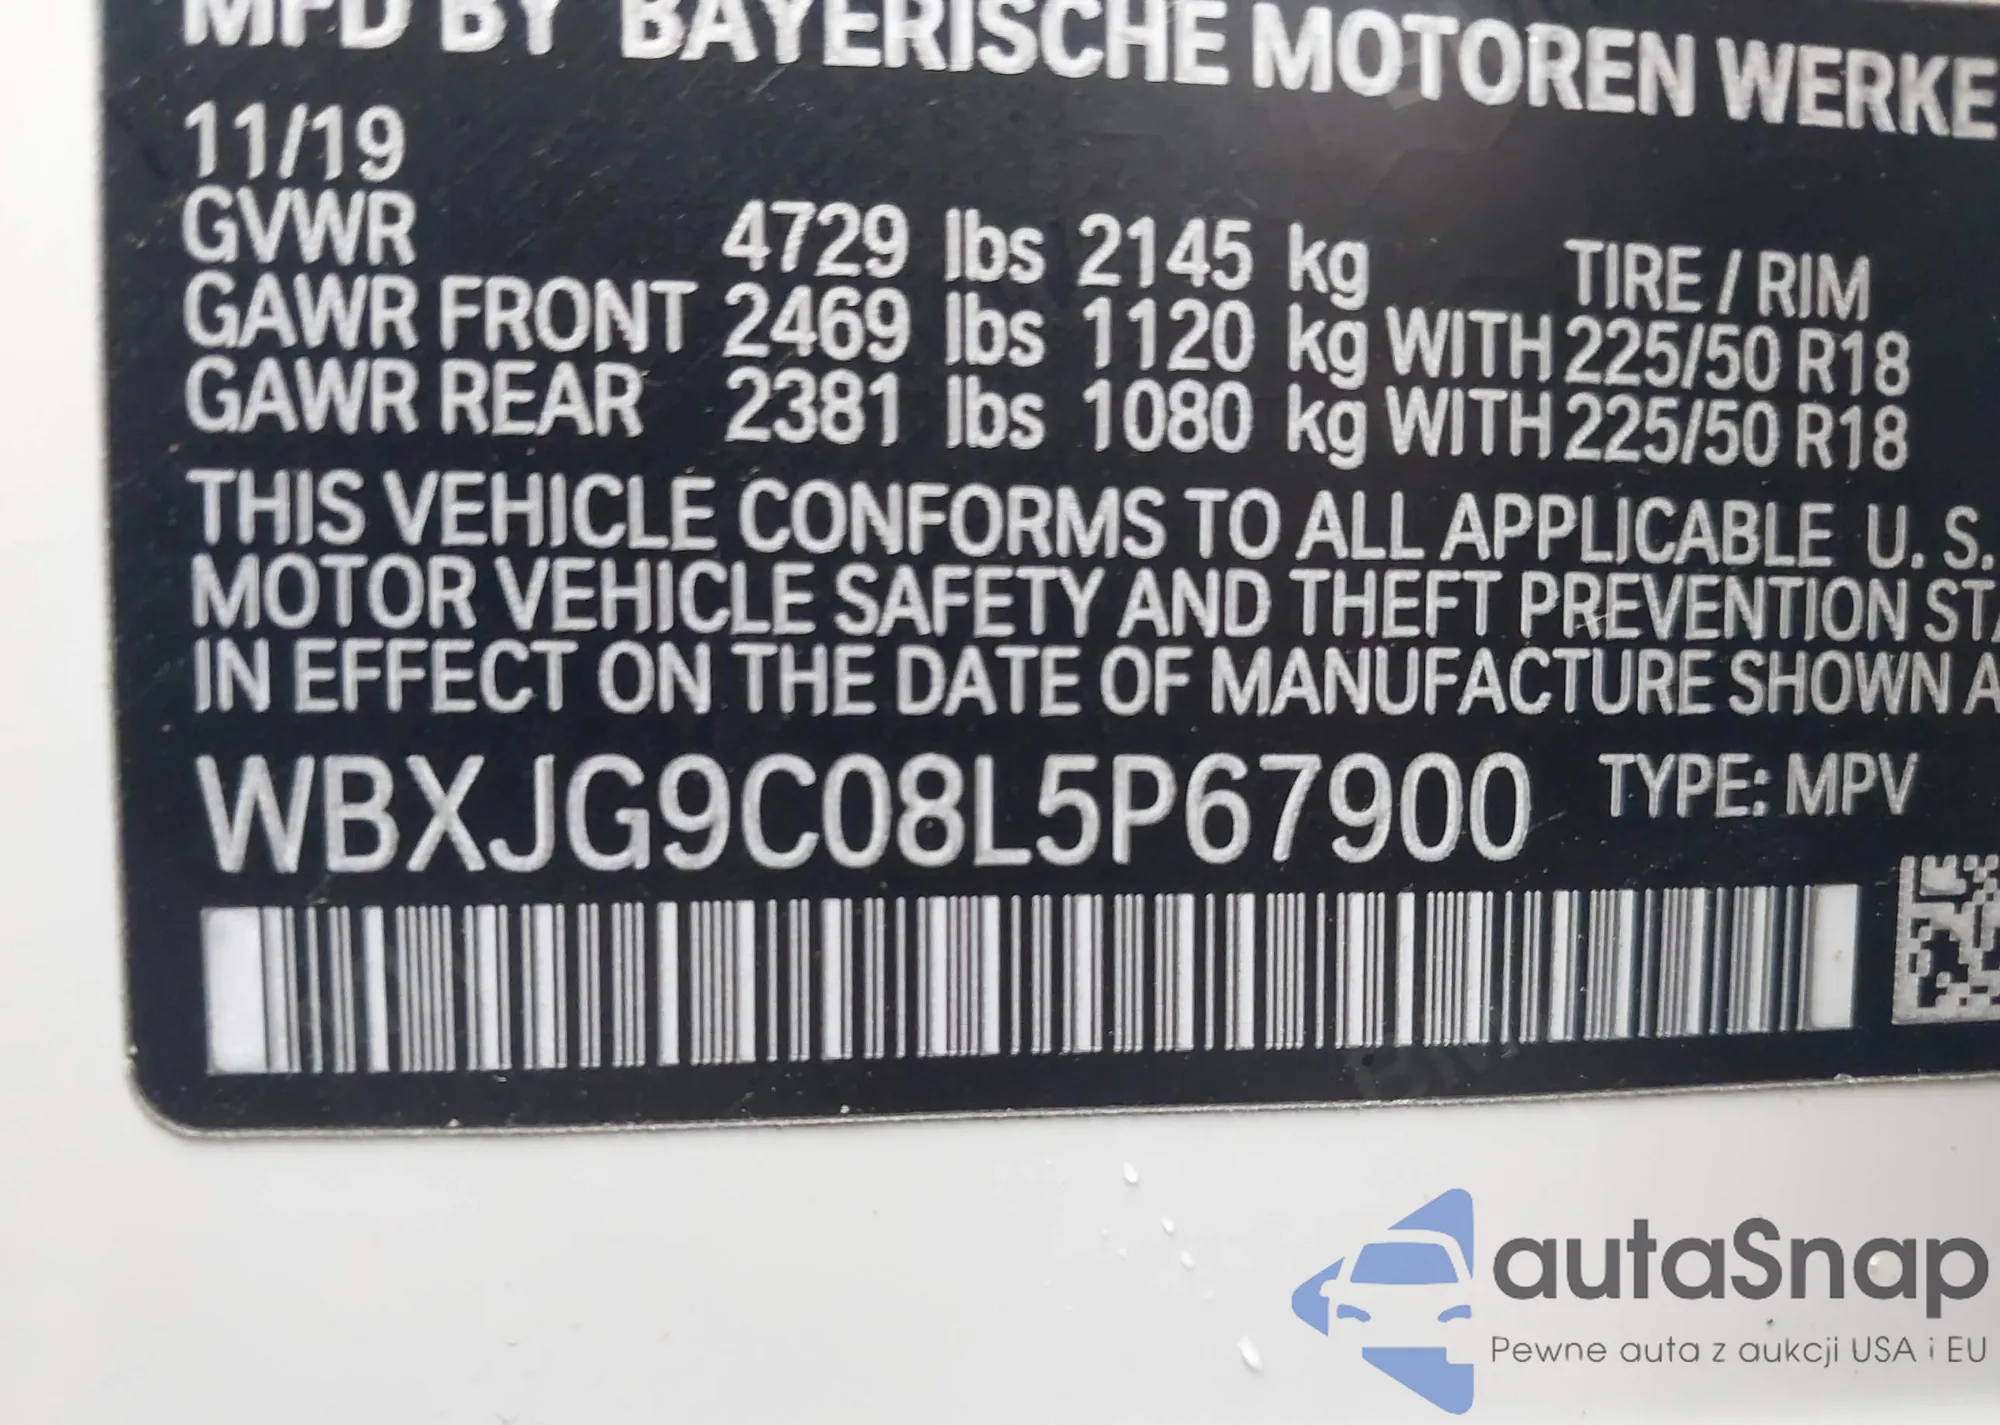 MFD BY BAYERISCHE MOTOREN WERKE
11/19
GVWR 4729 lbs 2145 kg TIRE / RIM
GAWR FRONT 2469 lbs 1120 kg WITH 225/50 R18
GAWR REAR 2381 lbs 1080 kg WITH 225/50 R18
THIS VEHICLE CONFORMS TO ALL APPLICABLE U. S.
MOTOR VEHICLE SAFETY AND THEFT PREVENTION STA
IN EFFECT ON THE DATE OF MANUFACTURE SHOWN A
WBXJG9C08L5P67900 TYPE: MPV
autaSnap
Pewne auta z aukcji USA i EU